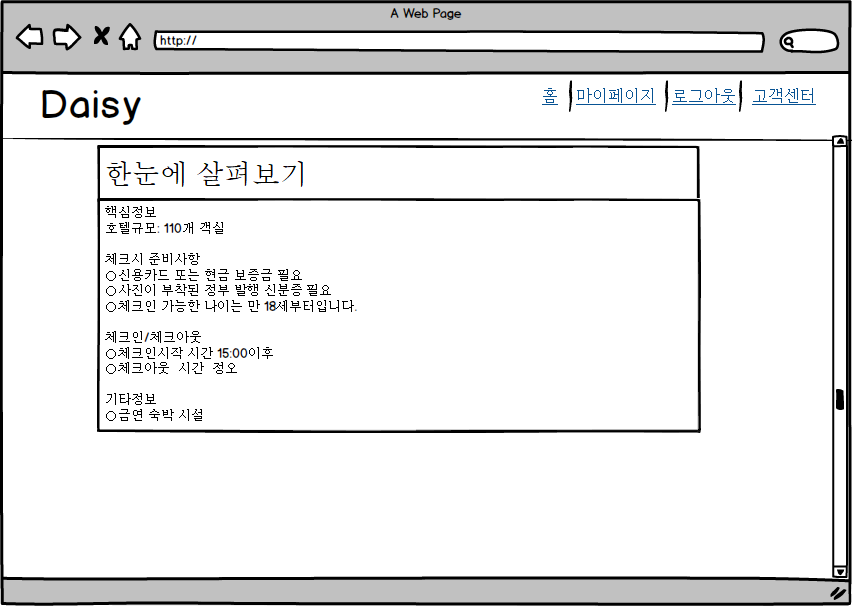 A Web Page
http://
Daisy
홈 마이페이지 로그아웃 고객센터
한눈에 살펴보기
핵심정보
호텔규모: 110개 객실
체크시 준비사항
○신용카드 또는 현금 보증금 필요
○사진이 부착된 정부 발행 신분증 필요
○체크인 가능한 나이는 만 18세부터입니다.
체크인/체크아웃
○체크인시작 시간 15:00이후
○체크아웃 시간 정오
기타정보
○금연 숙박 시설